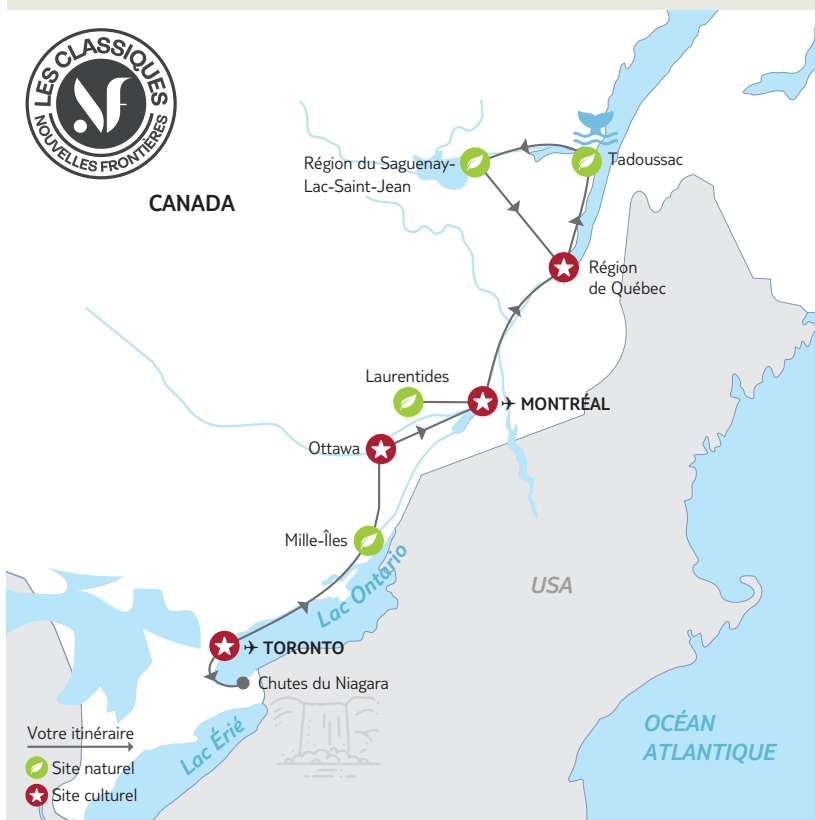 LES CLASSIQUES
NOUVELLES FRONTIÈRES
NF
CANADA
Région du Saguenay-
Lac-Saint-Jean
Tadoussac
Région
de Québec
Laurentides
MONTRÉAL
Ottawa
Mille-Îles
Lac Ontario
USA
TORONTO
Chutes du Niagara
Lac Érié
OCÉAN
ATLANTIQUE
Votre itinéraire
Site naturel
Site culturel